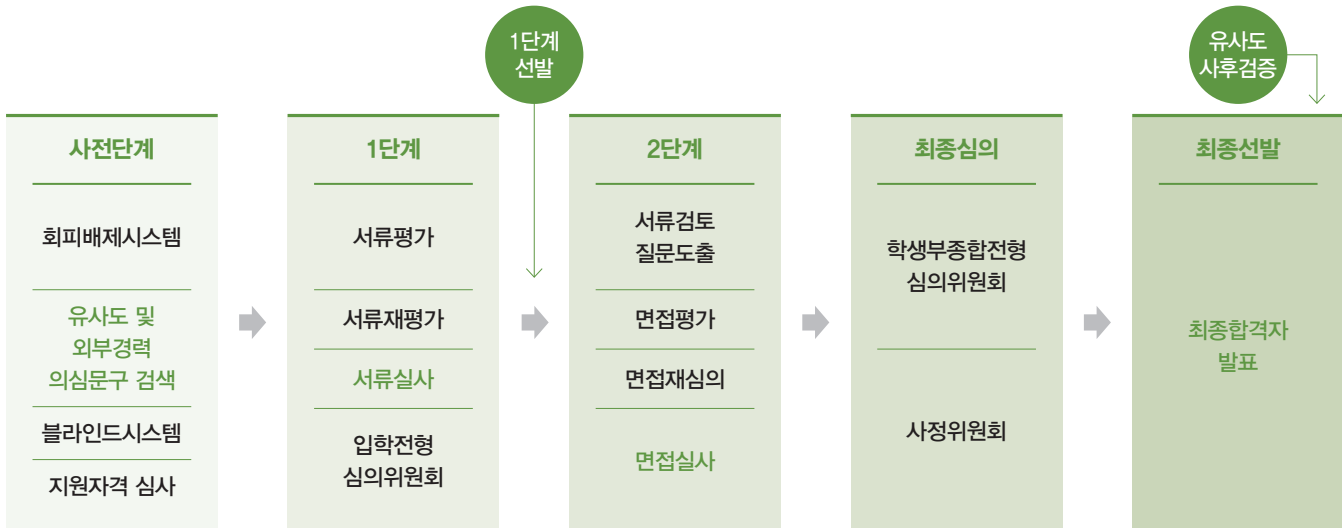 1단계
선발
유사도
사후검증
사전단계
회피배제시스템
유사도 및
외부경력
의심문구 검색
블라인드시스템
지원자격 심사
1단계
서류평가
서류재평가
서류실사
입학전형
심의위원회
2단계
서류검토
질문도출
면접평가
면접재심의
면접실사
최종심의
학생부종합전형
심의위원회
사정위원회
최종선발
최종합격자
발표